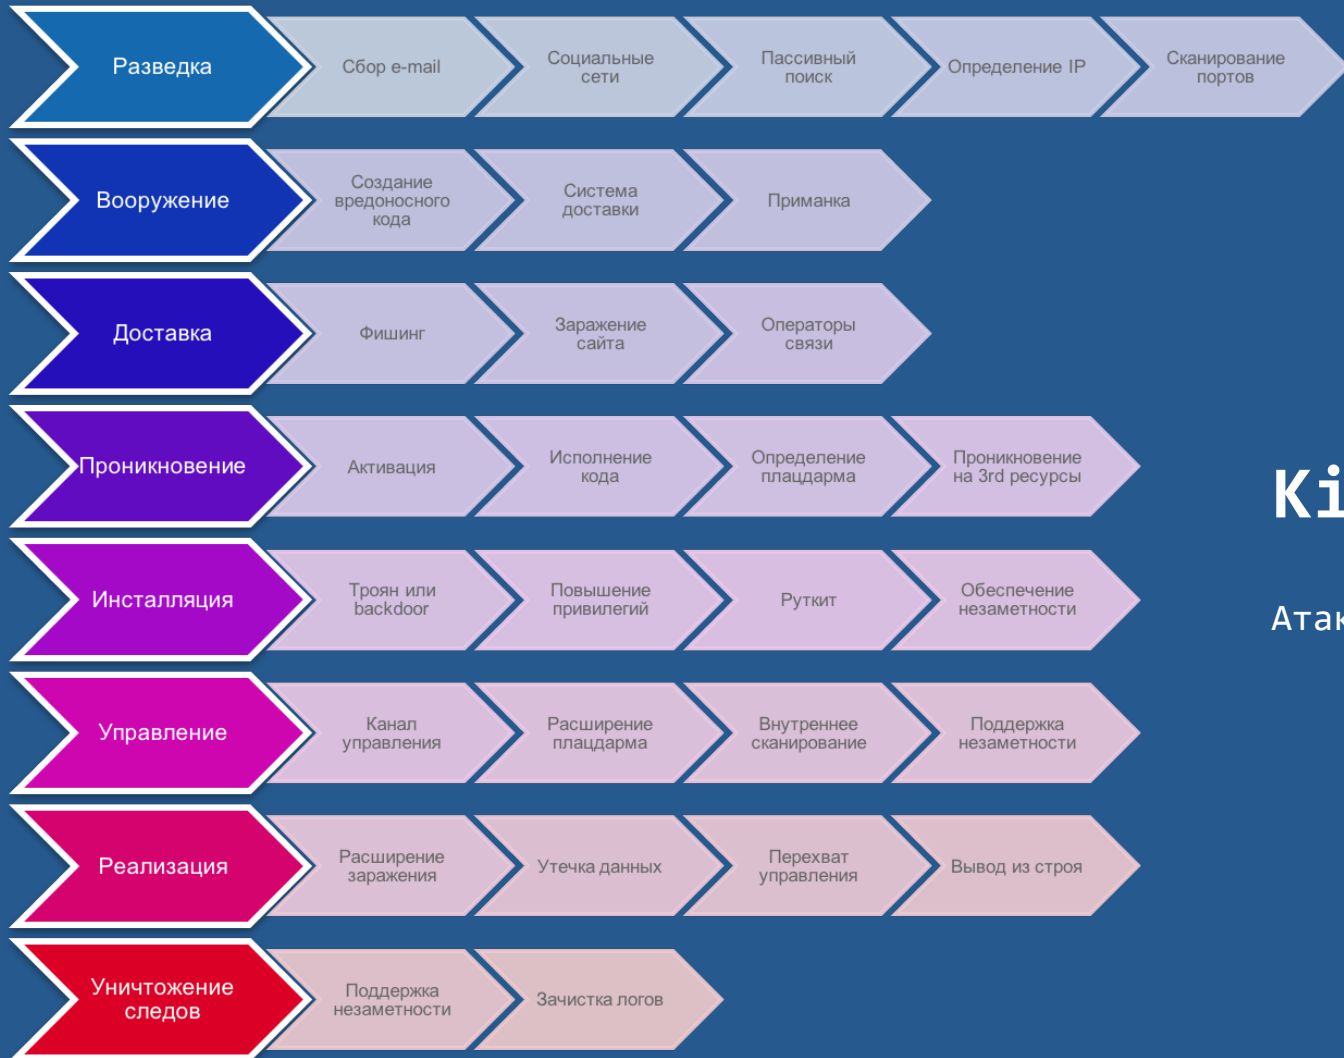 Разведка
Сбор e-mail
Социальные
сети
Пассивный
поиск
Определение IP
Сканирование
портов
Вооружение
Создание
вредоносного
кода
Система
доставки
Приманка
Доставка
Фишинг
Заражение
сайта
Операторы
связи
Проникновение
Активация
Исполнение
кода
Определение
плацдарма
Проникновение
на 3rd ресурсы
Ki
Инсталляция
Троян или
backdoor
Повышение
привилегий
Руткит
Обеспечение
незаметности
Атак
Управление
Канал
управления
Расширение
плацдарма
Внутреннее
сканирование
Поддержка
незаметности
Реализация
Расширение
заражения
Утечка данных
Перехват
управления
Вывод из строя
Уничтожение
следов
Поддержка
незаметности
Зачистка логов